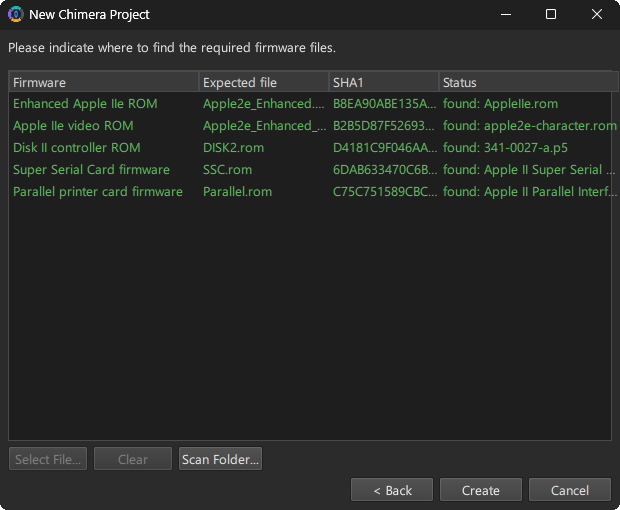 New Chimera Project
Please indicate where to find the required firmware files.
Firmware Expected file SHA1 Status
Enhanced Apple IIe ROM Apple2e_Enhanced.... B8EA90ABE135A... found: AppleIIe.rom
Apple IIe video ROM Apple2e_Enhanced_... B2B5D87F52693... found: apple2e-character.rom
Disk II controller ROM DISK2.rom D4181C9F046AA... found: 341-0027-a.p5
Super Serial Card firmware SSC.rom 6DAB633470C6B... found: Apple II Super Serial ...
Parallel printer card firmware Parallel.rom C75C751589CBC... found: Apple II Parallel Interf...
Select File... Clear Scan Folder...
< Back Create Cancel